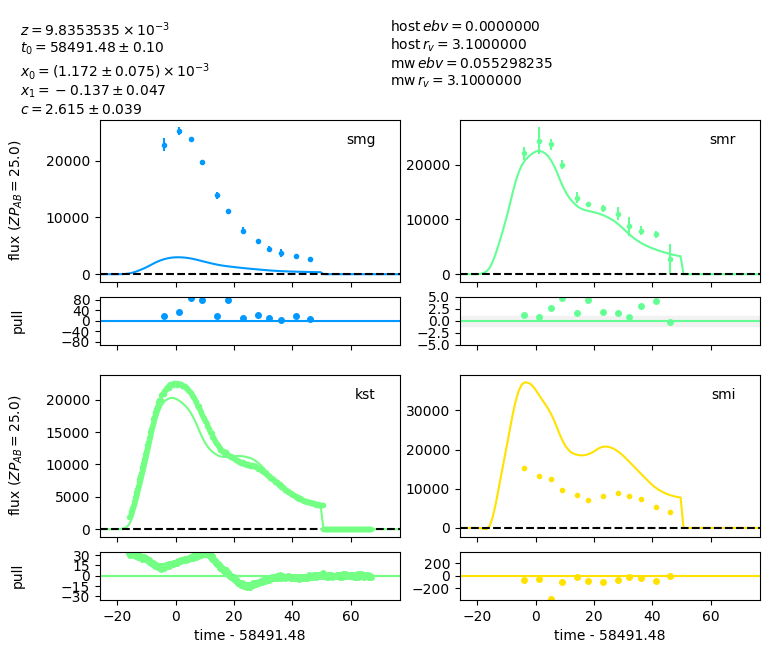 z = 9.8353535 × 10⁻³
t₀ = 58491.48 ± 0.10
x₀ = (1.172 ± 0.075) × 10⁻³
x₁ = −0.137 ± 0.047
c = 2.615 ± 0.039
host ebv = 0.0000000
host r_v = 3.1000000
mw ebv = 0.055298235
mw r_v = 3.1000000
smg
20000
10000
0
flux (ZP_AB = 25.0)
smr
20000
10000
0
80
40
0
−40
−80
pull
5.0
2.5
0.0
−2.5
−5.0
kst
20000
15000
10000
5000
0
flux (ZP_AB = 25.0)
smi
30000
20000
10000
0
30
15
0
−15
−30
pull
−20 0 20 40 60
time - 58491.48
200
0
−200
−20 0 20 40 60
time - 58491.48